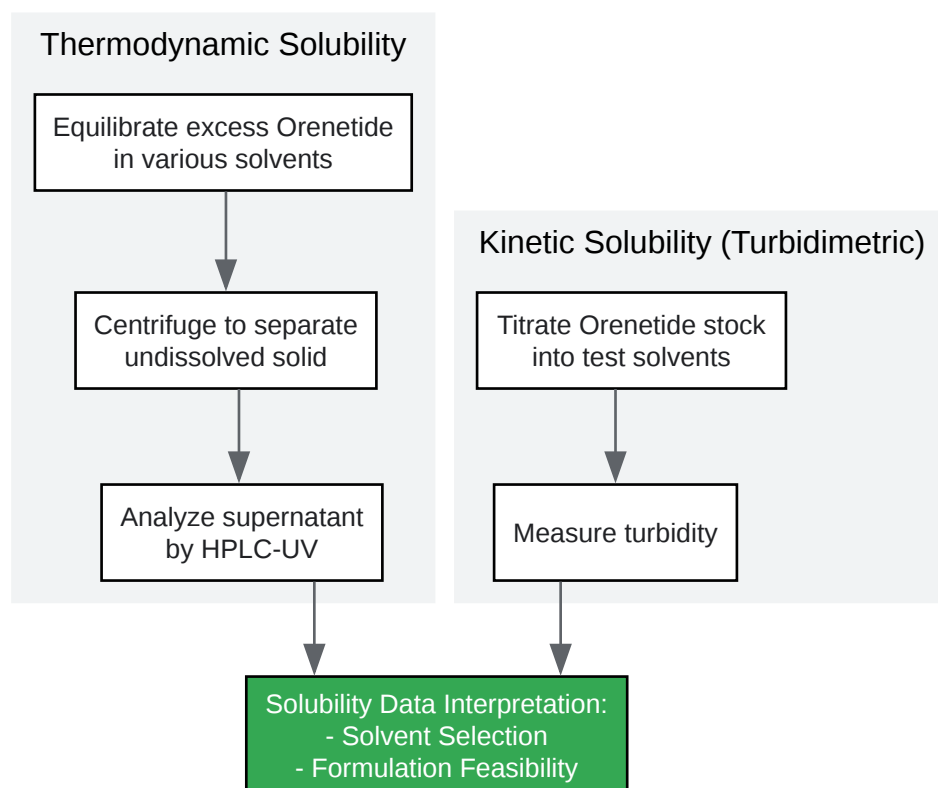 Thermodynamic Solubility
Equilibrate excess Orenetide
in various solvents
Centrifuge to separate
undissolved solid
Analyze supernatant
by HPLC-UV
Kinetic Solubility (Turbidimetric)
Titrate Orenetide stock
into test solvents
Measure turbidity
Solubility Data Interpretation:
- Solvent Selection
- Formulation Feasibility